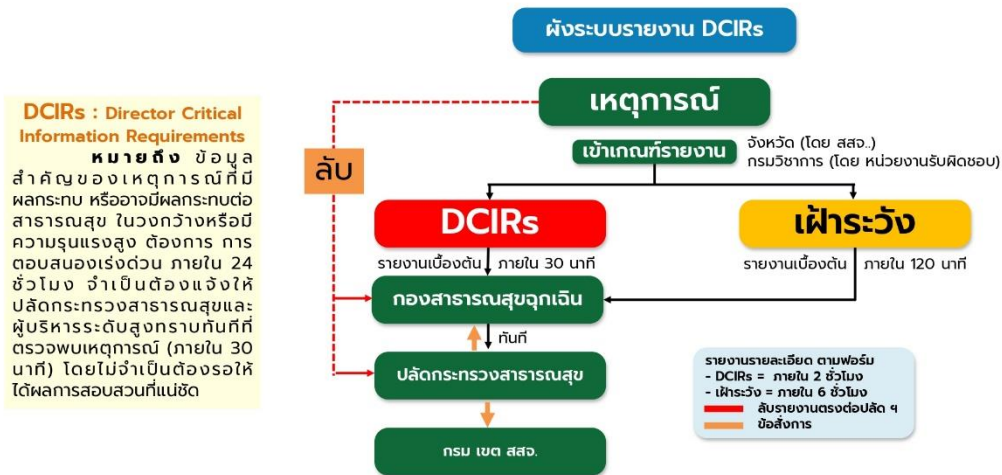 ผังระบบรายงาน DCIRs
DCIRs : Director Critical
Information Requirements
หมายถึง ข้อมูล
สำคัญของเหตุการณ์ที่มี
ผลกระทบ หรืออาจมีผลกระทบต่อ
สาธารณสุข ในวงกว้างหรือมี
ความรุนแรงสูง ต้องการ การ
ตอบสนองเร่งด่วน ภายใน 24
ชั่วโมง จำเป็นต้องแจ้งให้
ปลัดกระทรวงสาธารณสุขและ
ผู้บริหารระดับสูงทราบทันทีที่
ตรวจพบเหตุการณ์ (ภายใน 30
นาที) โดยไม่จำเป็นต้องรอให้
ได้ผลการสอบสวนที่แน่ชัด
เหตุการณ์
ลับ
เข้าเกณฑ์รายงาน
จังหวัด (โดย สสจ..)
กรมวิชาการ (โดย หน่วยงานรับผิดชอบ)
DCIRs
เฝ้าระวัง
รายงานเบื้องต้น ภายใน 30 นาที
รายงานเบื้องต้น ภายใน 120 นาที
กองสาธารณสุขฉุกเฉิน
ทันที
ปลัดกระทรวงสาธารณสุข
กรม เขต สสจ.
รายงานรายละเอียด ตามฟอร์ม
- DCIRs = ภายใน 2 ชั่วโมง
- เฝ้าระวัง = ภายใน 6 ชั่วโมง
ลับรายงานตรงต่อปลัด ฯ
ข้อสั่งการ